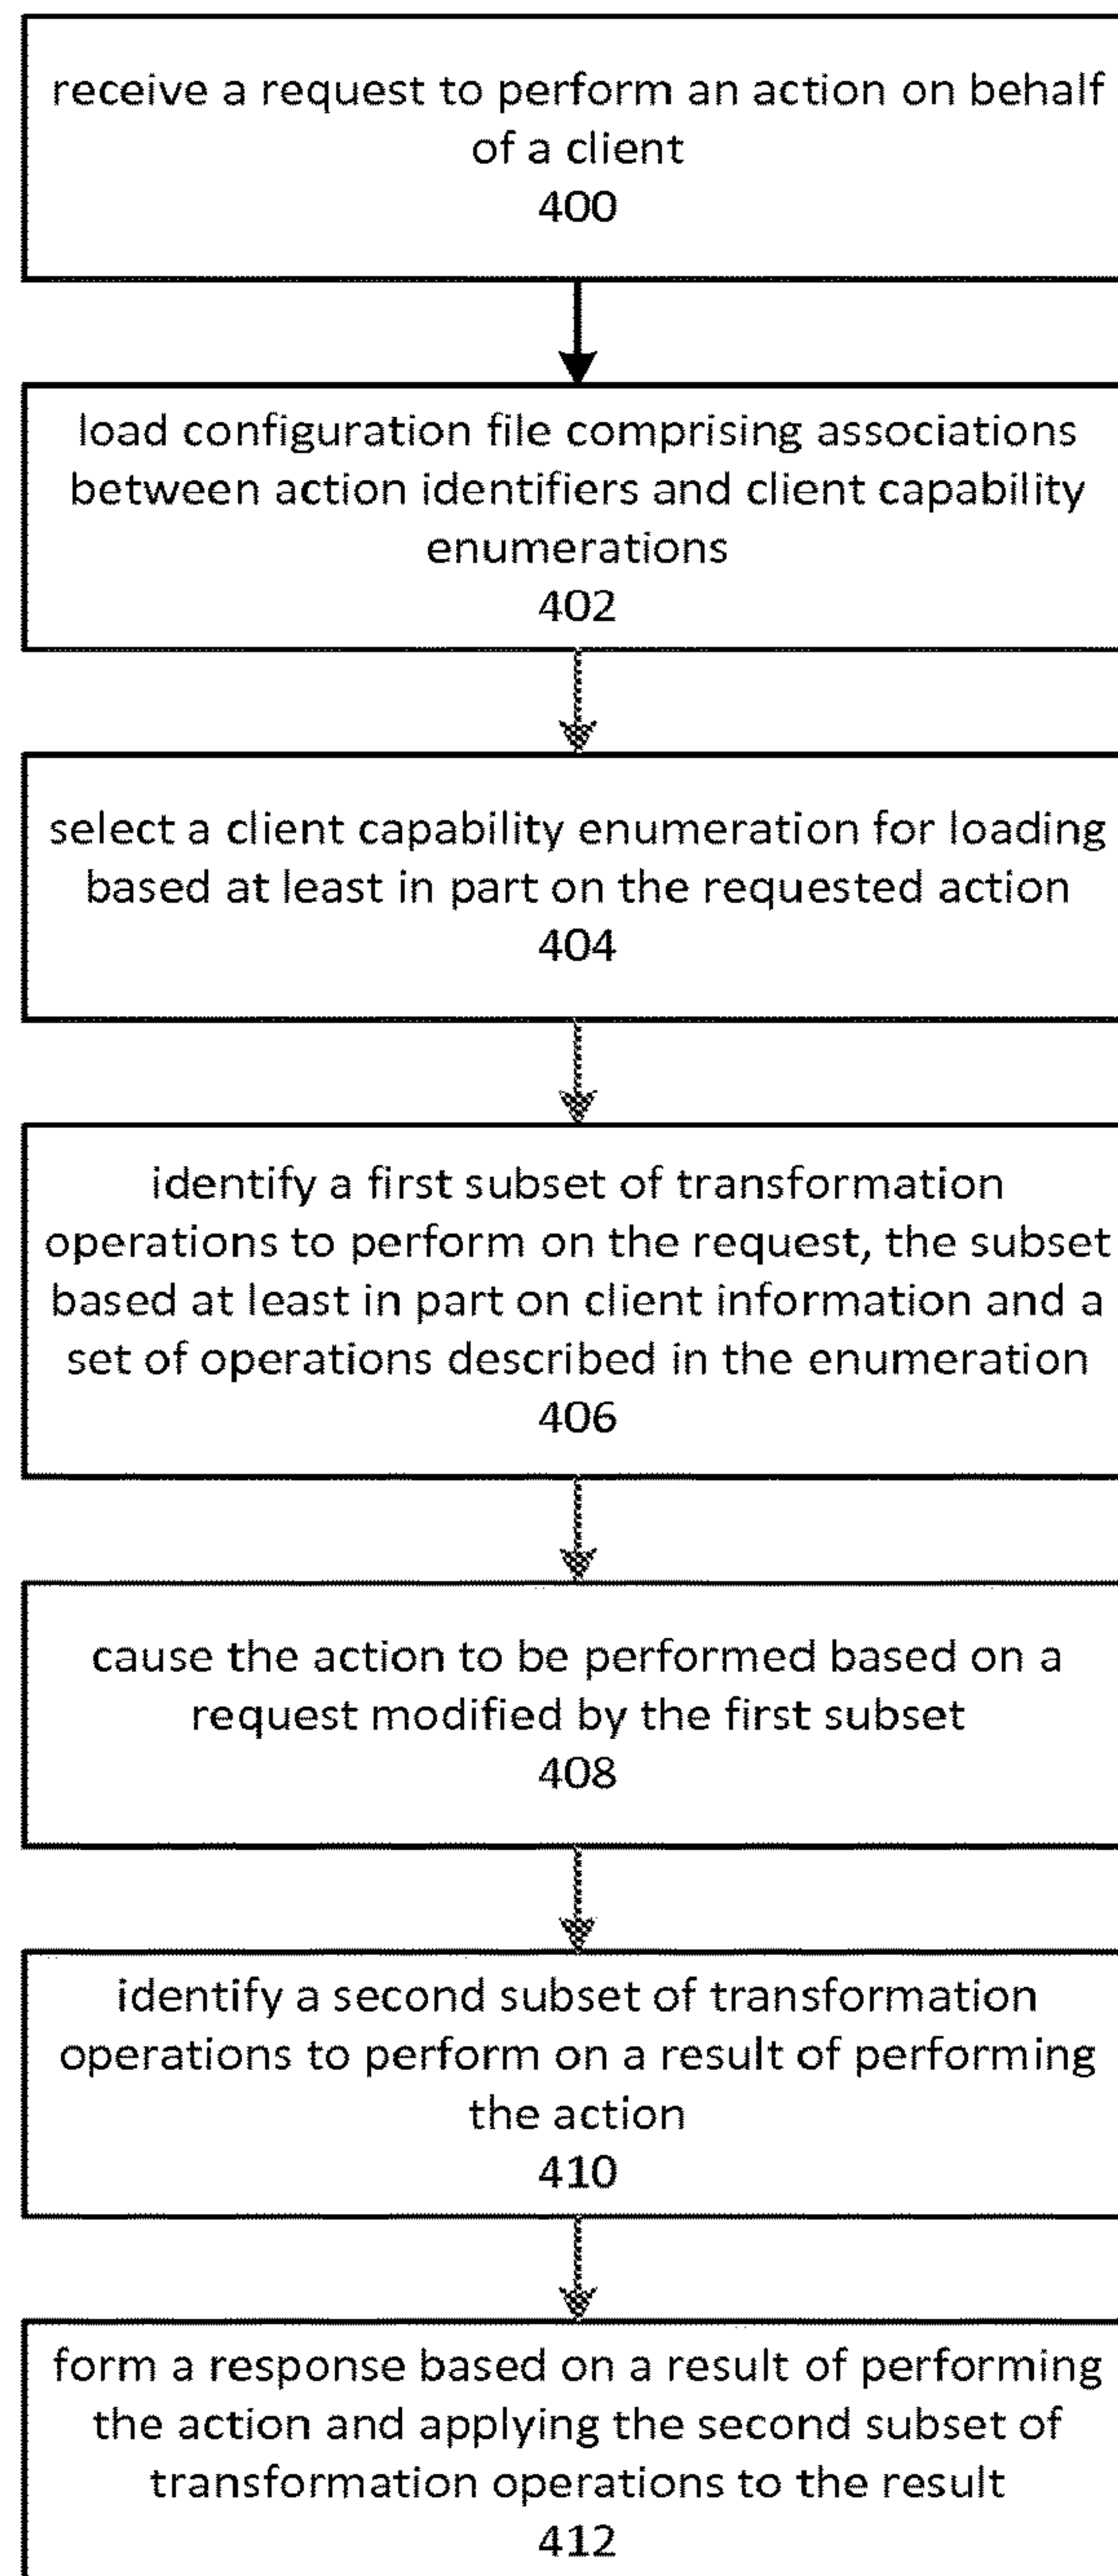 receive a request to perform an action on behalf
of a client
400
load configuration file comprising associations
between action identifiers and client capability
enumerations
402
select a client capability enumeration for loading
based at least in part on the requested action
404
identify a first subset of transformation
operations to perform on the request, the subset
based at least in part on client information and a
set of operations described in the enumeration
406
cause the action to be performed based on a
request modified by the first subset
408
identify a second subset of transformation
operations to perform on a result of performing
the action
410
form a response based on a result of performing
the action and applying the second subset of
transformation operations to the result
412